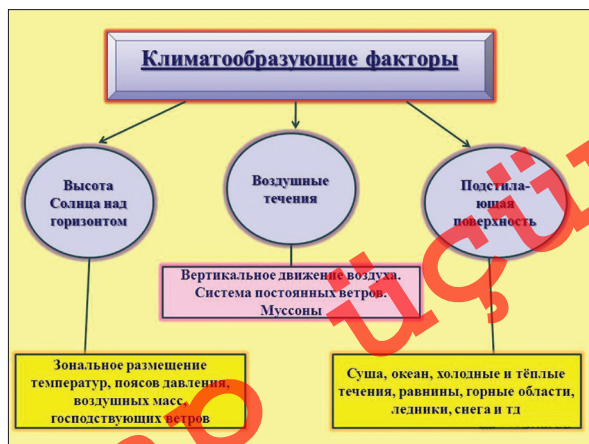 Климатообразующие факторы
Высота
Солнца над
горизонтом
Воздушные
течения
Подстила-
ющая
поверхность
Вертикальное движение воздуха.
Система постоянных ветров.
Муссоны
Зональное размещение
температур, поясов давления,
воздушных масс,
господствующих ветров
Суша, океан, холодные и тёплые
течения, равнины, горные области,
ледники, снега и тд
üçü